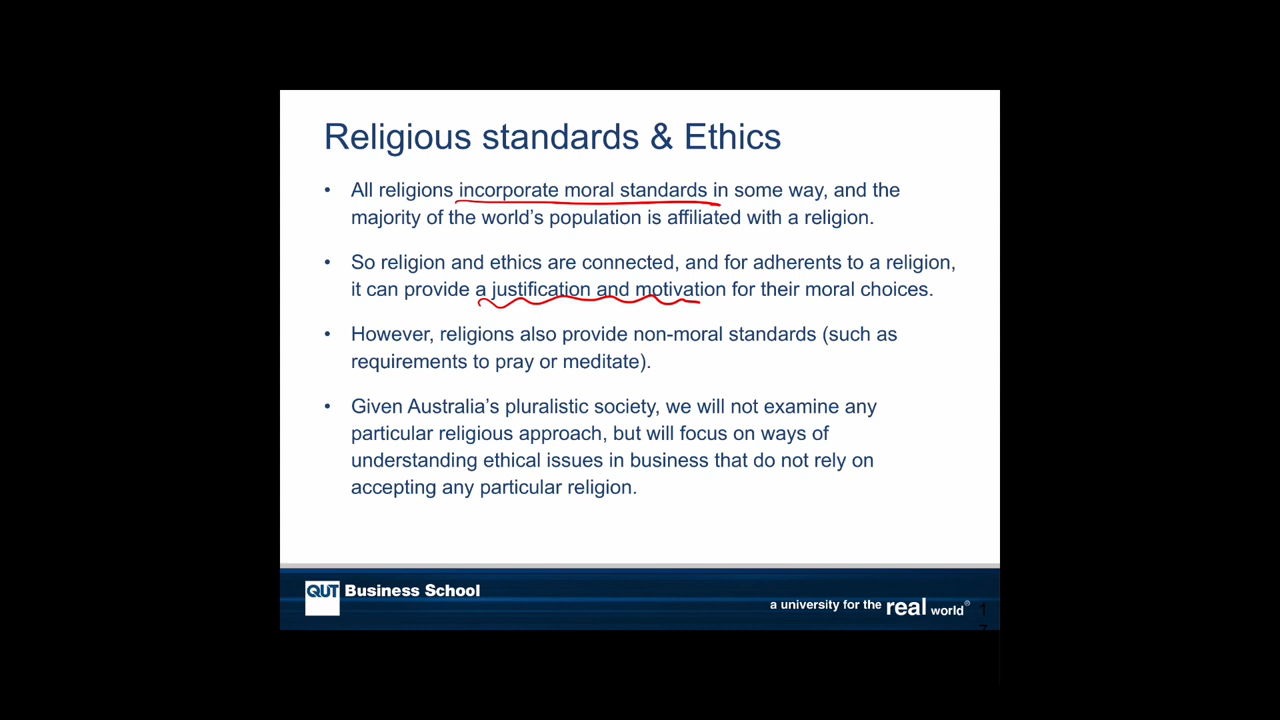 Religious standards & Ethics
• All religions incorporate moral standards in some way, and the
majority of the world's population is affiliated with a religion.
• So religion and ethics are connected, and for adherents to a religion,
it can provide a justification and motivation for their moral choices.
• However, religions also provide non-moral standards (such as
requirements to pray or meditate).
• Given Australia's pluralistic society, we will not examine any
particular religious approach, but will focus on ways of
understanding ethical issues in business that do not rely on
accepting any particular religion.
QUT Business School
a university for the real world®
1
7